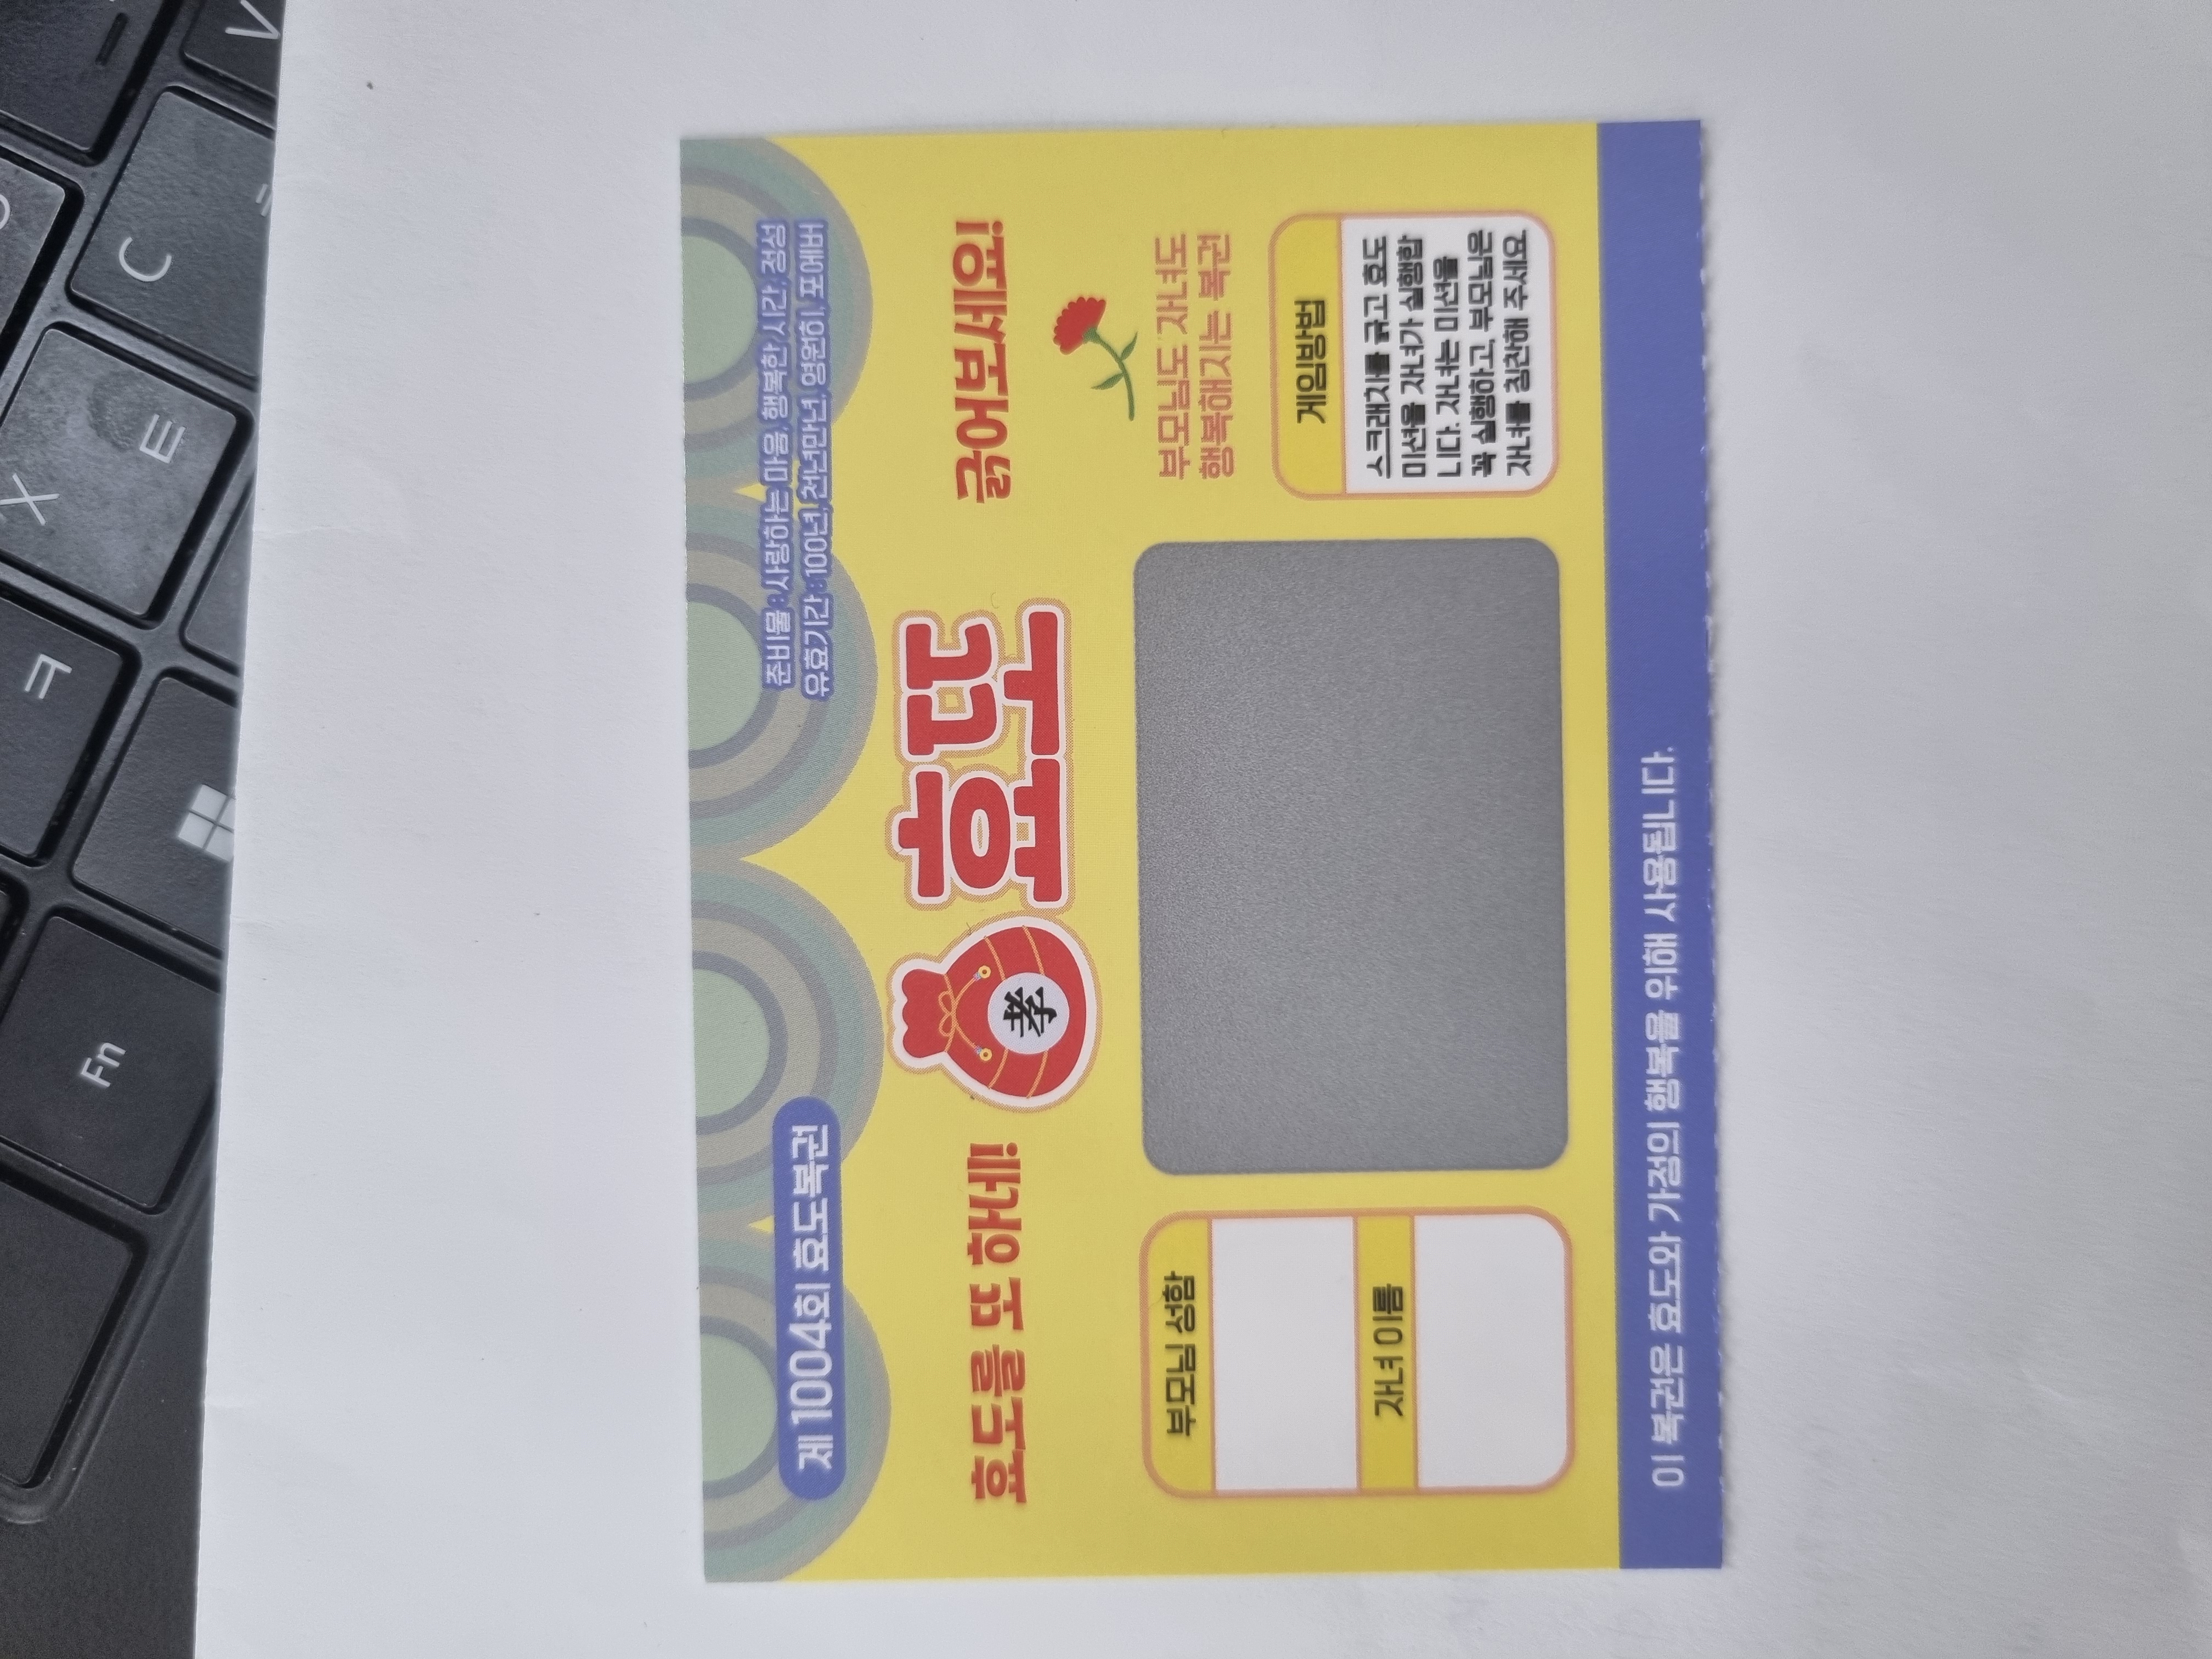 제 1004회 효도복권
준비물 : 사랑하는 마음, 행복한 시간, 정성
유효기간 : 100년, 천년만년, 영원히, 포에버
효도를 또 하네!
孝
효또
긁어보세요!
부모님 성함
자녀 이름
부모님도 자녀도
행복해지는 복권
게임방법
스크래치를 긁고 효도
미션을 자녀가 실행합
니다. 자녀는 미션을
꼭 실행하고 부모님은
자녀를 칭찬해 주세요
이 복권은 효도와 가정의 행복을 위해 사용됩니다.
Fn
ㅋ
X
ㅌ
C
V